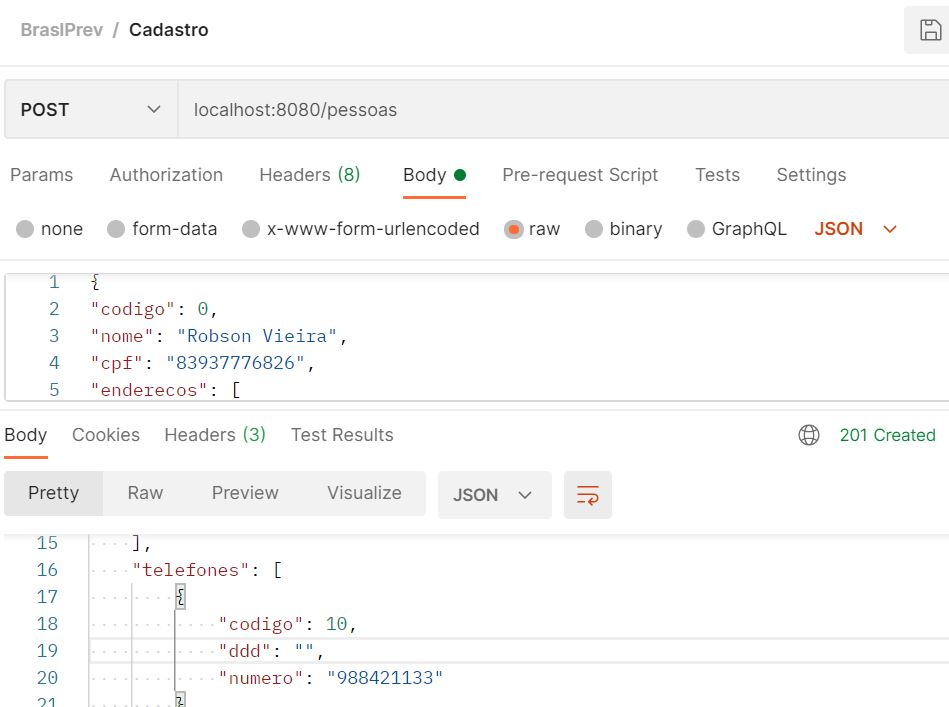 BraslPrev / Cadastro
POST localhost:8080/pessoas
Params Authorization Headers (8) Body Pre-request Script Tests Settings
none form-data x-www-form-urlencoded raw binary GraphQL JSON
1 {
2 "codigo": 0,
3 "nome": "Robson Vieira",
4 "cpf": "83937776826",
5 "enderecos": [
Body Cookies Headers (3) Test Results 201 Created
Pretty Raw Preview Visualize JSON
15 ],
16 "telefones": [
17 {
18 "codigo": 10,
19 "ddd": "",
20 "numero": "988421133"
21 }